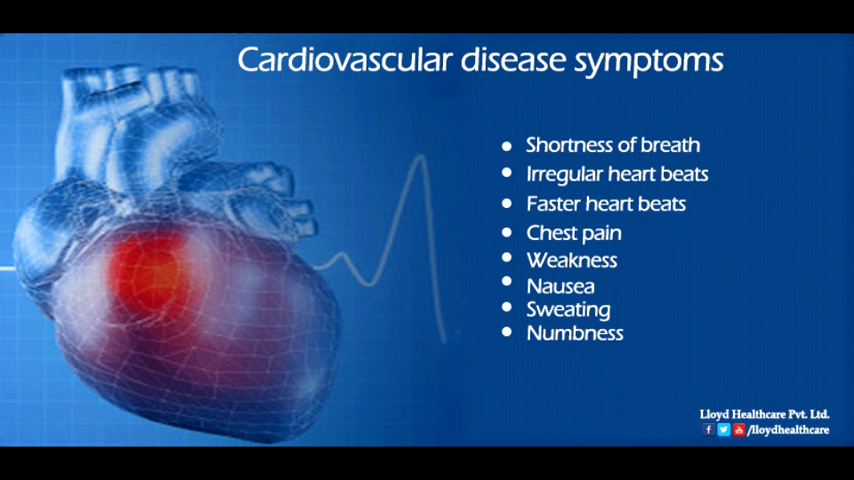 Cardiovascular disease symptoms
• Shortness of breath
• Irregular heart beats
• Faster heart beats
• Chest pain
• Weakness
• Nausea
• Sweating
• Numbness
Lloyd Healthcare Pvt. Ltd.
/lloydhealthcare